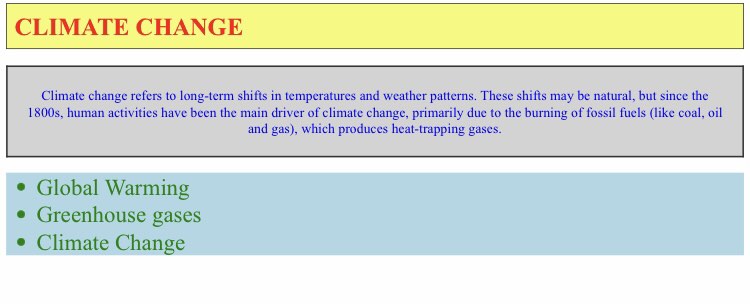 CLIMATE CHANGE
Climate change refers to long-term shifts in temperatures and weather patterns. These shifts may be natural, but since the
1800s, human activities have been the main driver of climate change, primarily due to the burning of fossil fuels (like coal, oil
and gas), which produces heat-trapping gases.
• Global Warming
• Greenhouse gases
• Climate Change